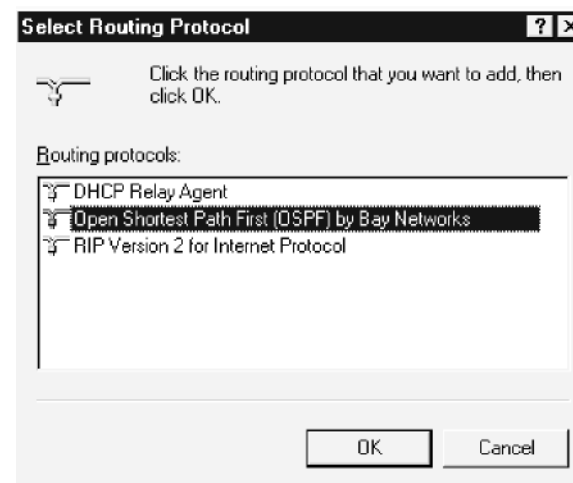 Select Routing Protocol
Click the routing protocol that you want to add, then
click OK.
Routing protocols:
DHCP Relay Agent
Open Shortest Path First (OSPF) by Bay Networks
RIP Version 2 for Internet Protocol
OK Cancel